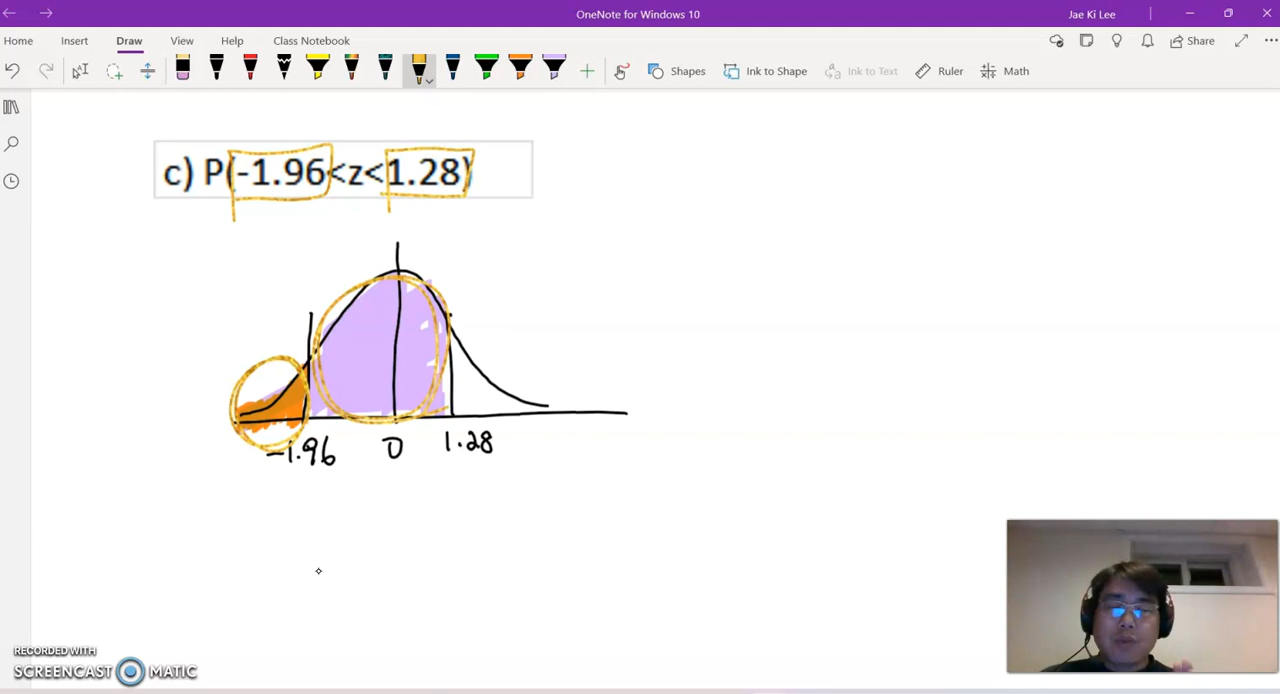 OneNote for Windows 10
Jae Ki Lee
Home Insert Draw View Help Class Notebook
Share
Shapes Ink to Shape Ink to Text Ruler Math
c) P(-1.96<z<1.28)
-1.96 0 1.28
RECORDED WITH
SCREENCAST MATIC